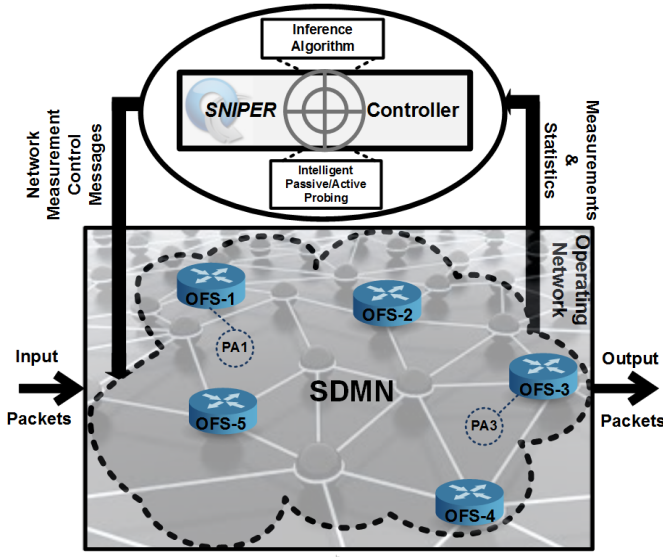 Inference
Algorithm
SNIPER
Controller
Intelligent
Passive/Active
Probing
Network
Measurement
Control
Messages
Measurements
&
Statistics
Operating
Network
OFS-1
OFS-2
PA1
Input
Packets
SDMN
OFS-3
Output
Packets
OFS-5
PA3
OFS-4